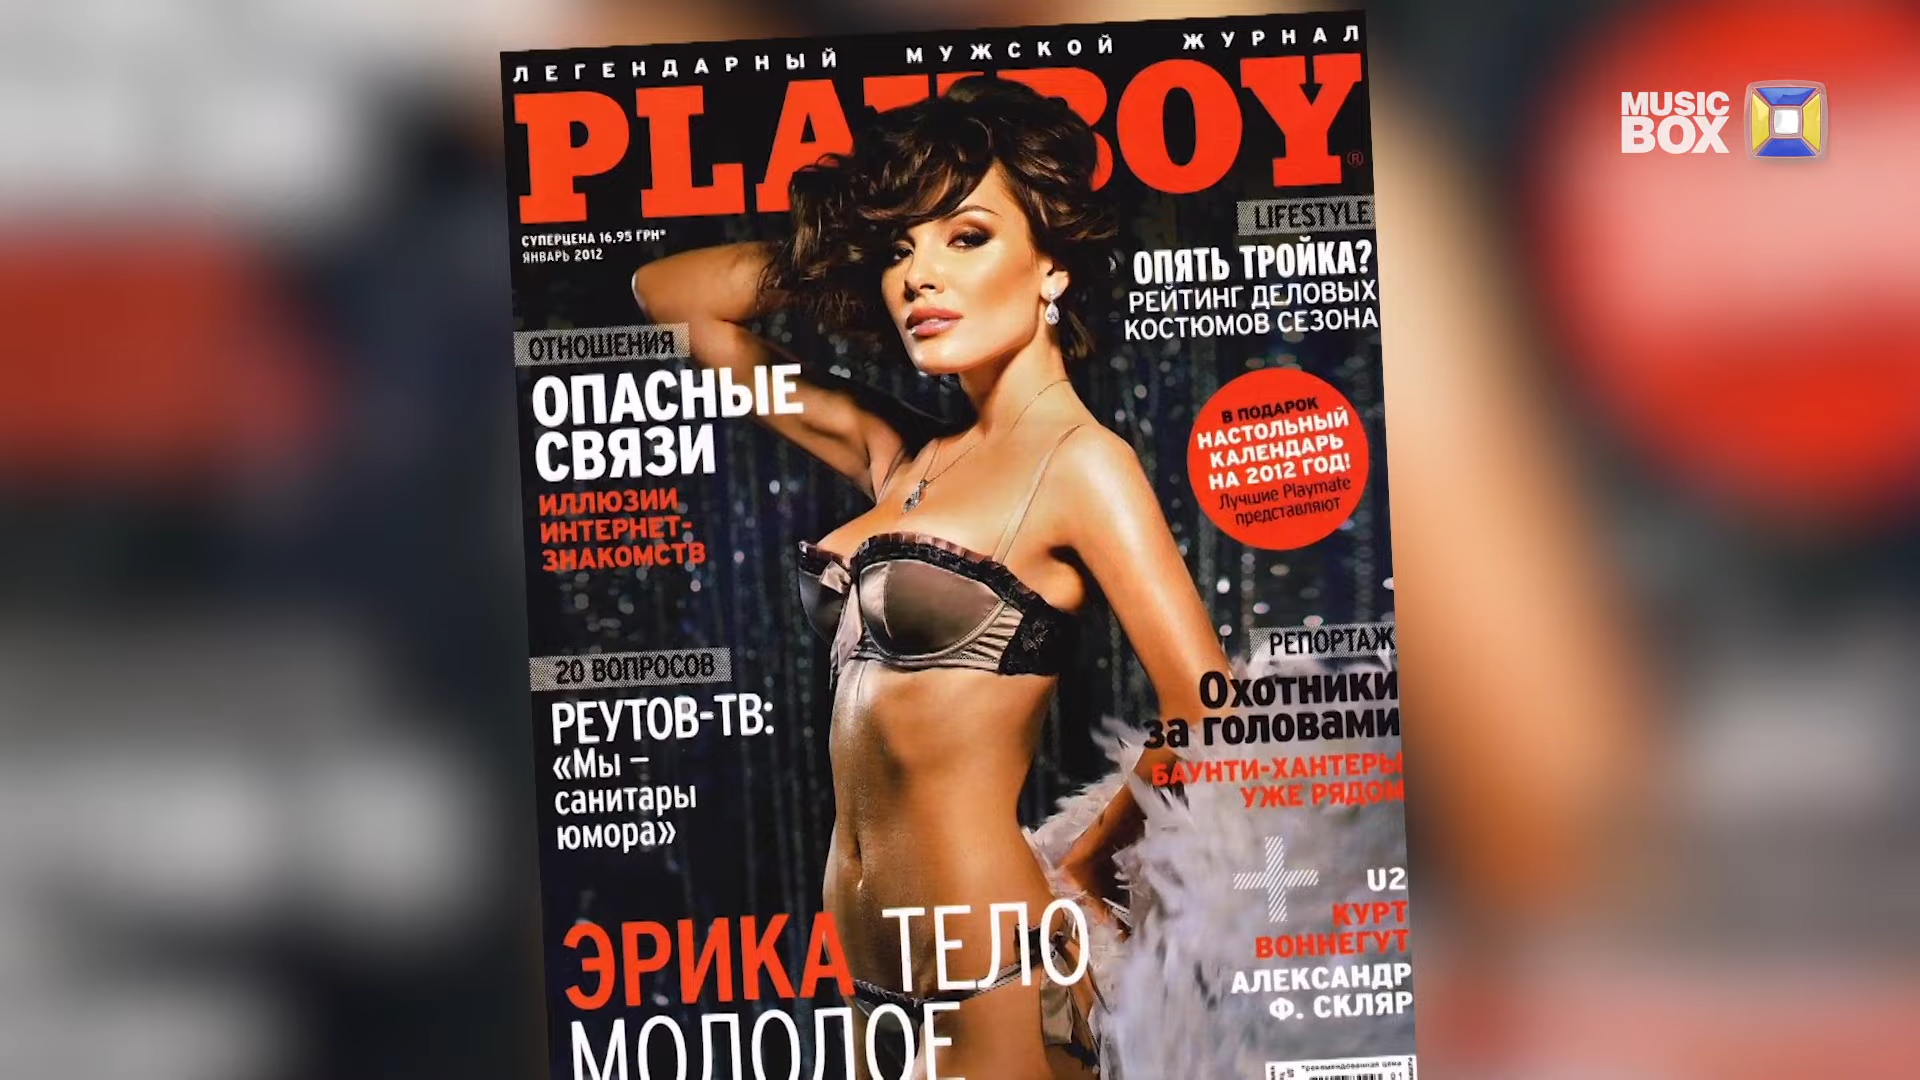 ЛЕГЕНДАРНЫЙ МУЖСКОЙ ЖУРНАЛ
PLAYBOY
®
MUSIC
BOX
СУПЕРЦЕНА 16,95 ГРН*
ЯНВАРЬ 2012
LIFESTYLE
ОПЯТЬ ТРОЙКА?
РЕЙТИНГ ДЕЛОВЫХ
КОСТЮМОВ СЕЗОНА
ОТНОШЕНИЯ
ОПАСНЫЕ
СВЯЗИ
ИЛЛЮЗИИ
ИНТЕРНЕТ-
ЗНАКОМСТВ
В ПОДАРОК
НАСТОЛЬНЫЙ
КАЛЕНДАРЬ
НА 2012 ГОД!
Лучшие Playmate
представляют
20 ВОПРОСОВ
РЕУТОВ-ТВ:
«Мы –
санитары
юмора»
РЕПОРТАЖ
Охотники
за головами
БАУНТИ-ХАНТЕРЫ
УЖЕ РЯДОМ
U2
КУРТ
ВОННЕГУТ
АЛЕКСАНДР
Ф. СКЛЯР
ЭРИКА ТЕЛО
МОЛОДОЕ
*рекомендованная цена
01